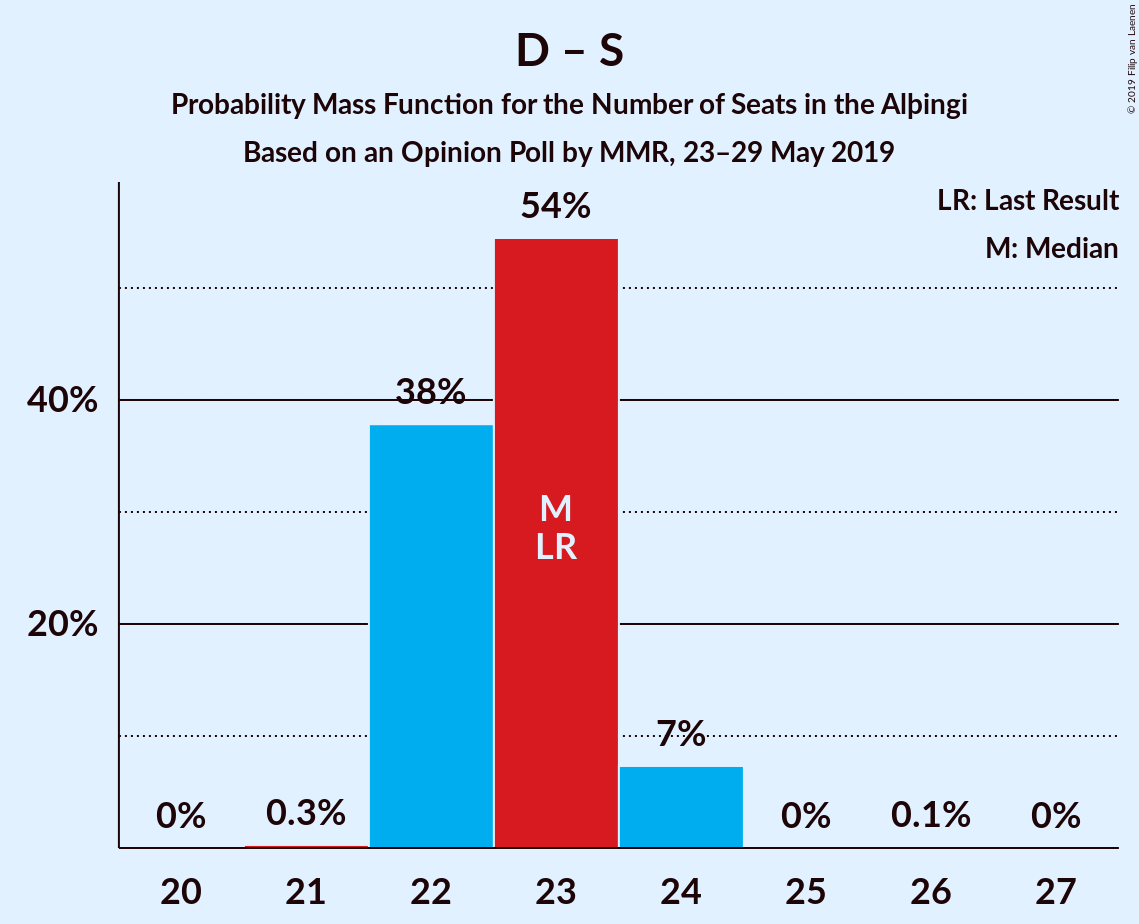 D – S
Probability Mass Function for the Number of Seats in the Alþingi
Based on an Opinion Poll by MMR, 23–29 May 2019
© 2019 Filip van Laenen
LR: Last Result
M: Median
54%
40%
38%
M
LR
20%
7%
0%
0.3%
0%
0.1%
0%
20
21
22
23
24
25
26
27